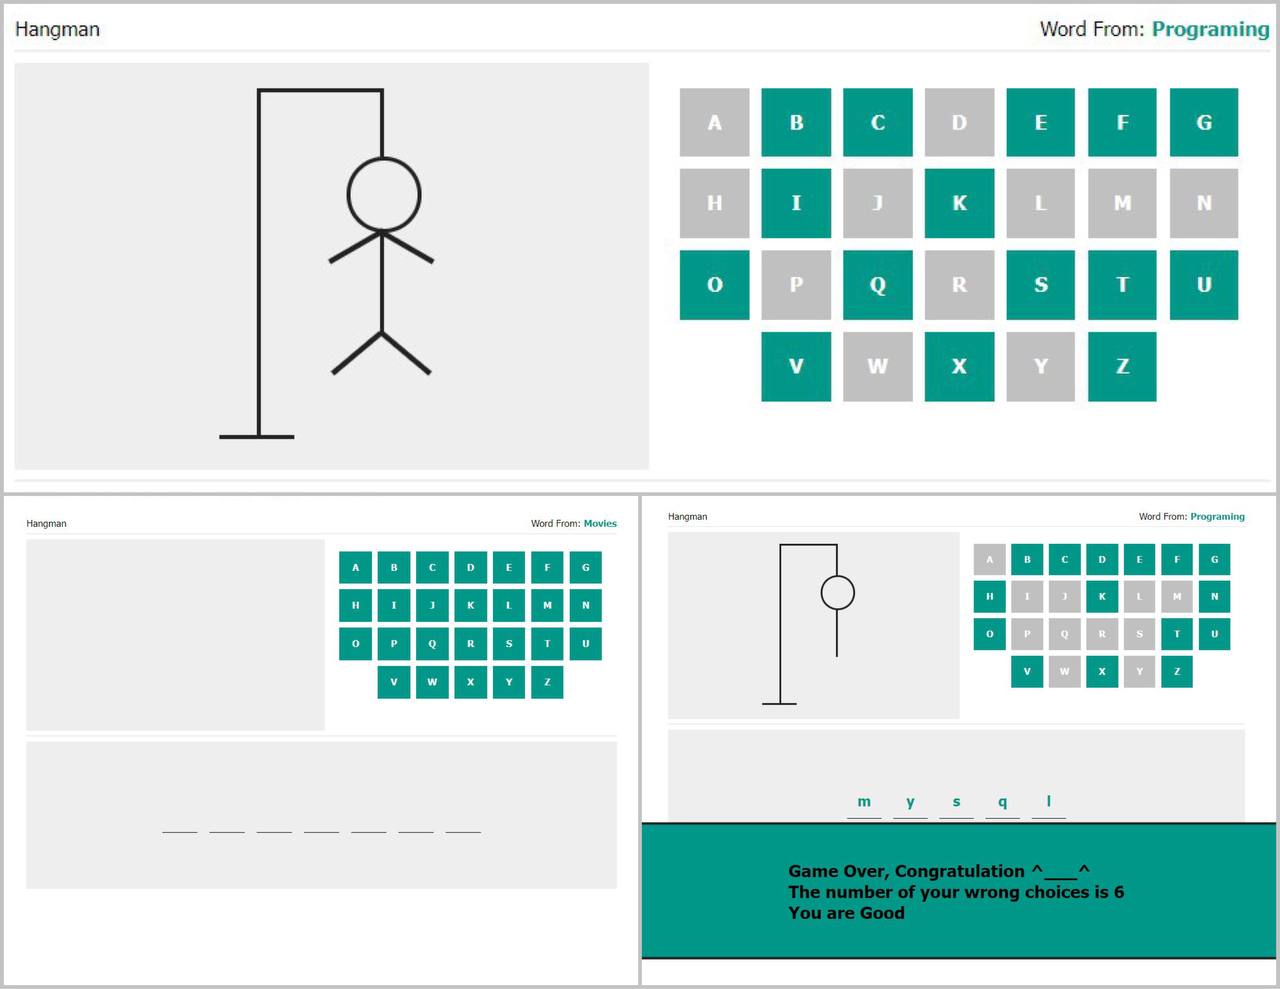 Hangman
Word From: Programing
A B C D E F G
H I J K L M N
O P Q R S T U
V W X Y Z
Hangman
Word From: Movies
A B C D E F G
H I J K L M N
O P Q R S T U
V W X Y Z
Hangman
Word From: Programing
A B C D E F G
H I J K L M N
O P Q R S T U
V W X Y Z
m y s q l
Game Over, Congratulation ^___^
The number of your wrong choices is 6
You are Good